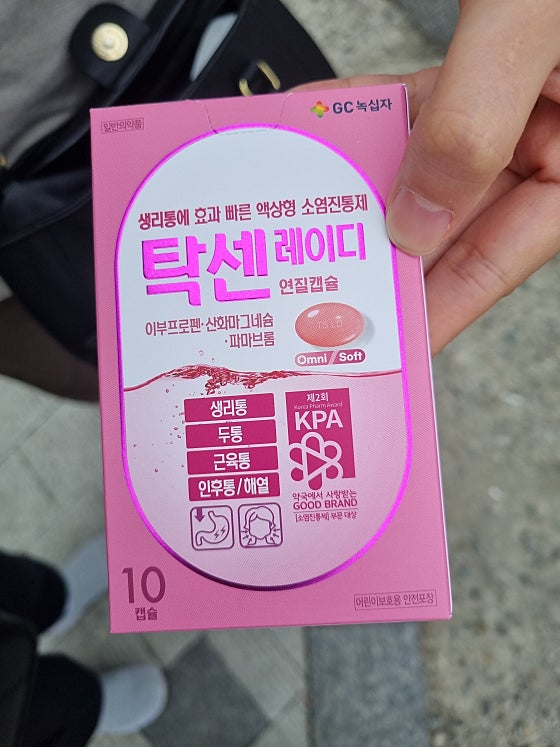 일반의약품
GC 녹십자
생리통에 효과 빠른 액상형 소염진통제
탁센 레이디
연질캡슐
이부프로펜·산화마그네슘
·파마브롬
TS LD
Omni Soft
생리통
두통
근육통
인후통/해열
제2회
Korea Pharm Award
KPA
약국에서 사랑받는
GOOD BRAND
[소염진통제] 부문 대상
10
캡슐
어린이보호용 안전포장